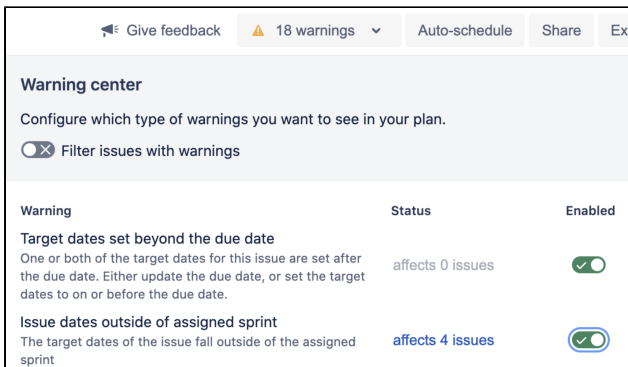 Give feedback 18 warnings Auto-schedule Share Ex
Warning center
Configure which type of warnings you want to see in your plan.
Filter issues with warnings
Warning Status Enabled
Target dates set beyond the due date
One or both of the target dates for this issue are set after
the due date. Either update the due date, or set the target
dates to on or before the due date.
affects 0 issues
Issue dates outside of assigned sprint
The target dates of the issue fall outside of the assigned
sprint
affects 4 issues